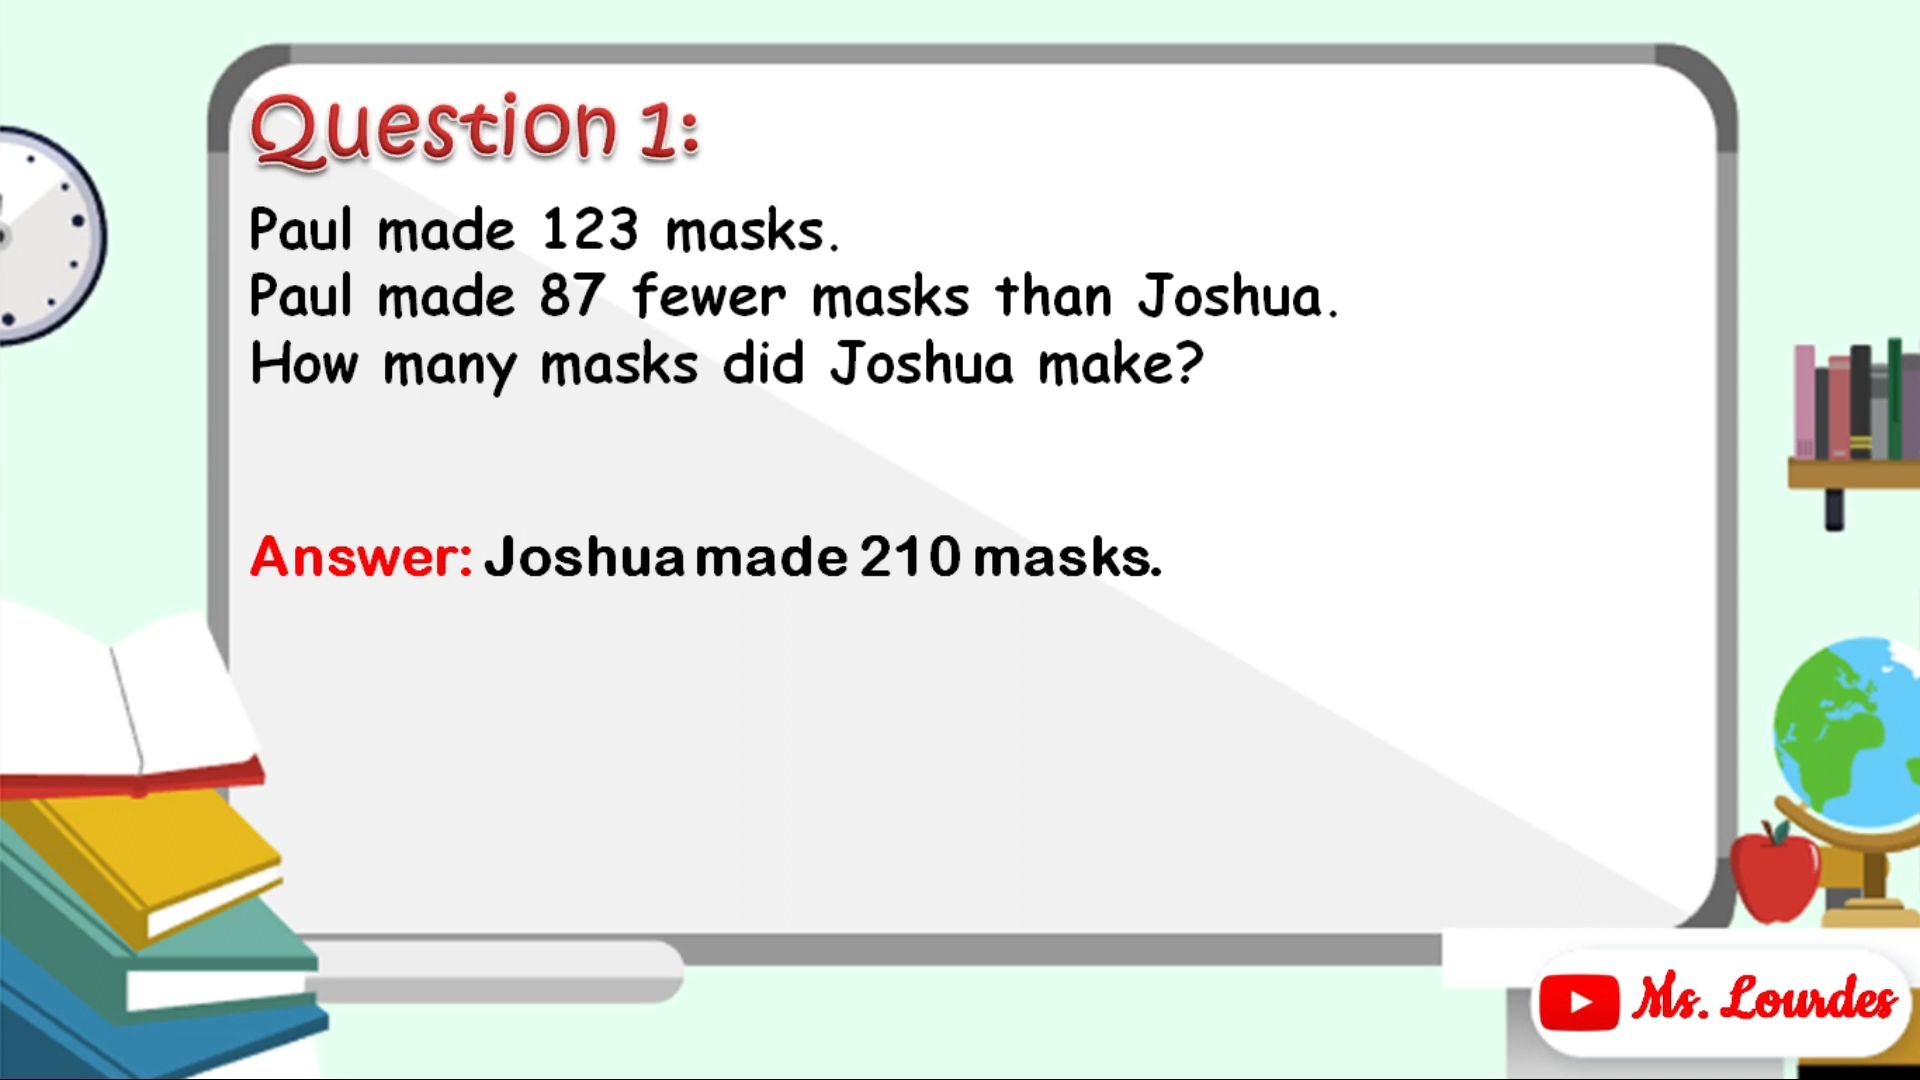 Question 1:
Paul made 123 masks.
Paul made 87 fewer masks than Joshua.
How many masks did Joshua make?
Answer: Joshua made 210 masks.
Ms. Lourdes